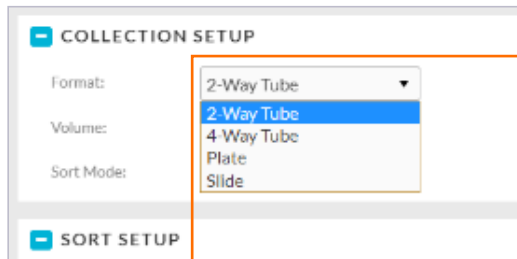 COLLECTION SETUP
Format:
2-Way Tube
2-Way Tube
Volume:
4-Way Tube
Plate
Sort Mode:
Slide
SORT SETUP